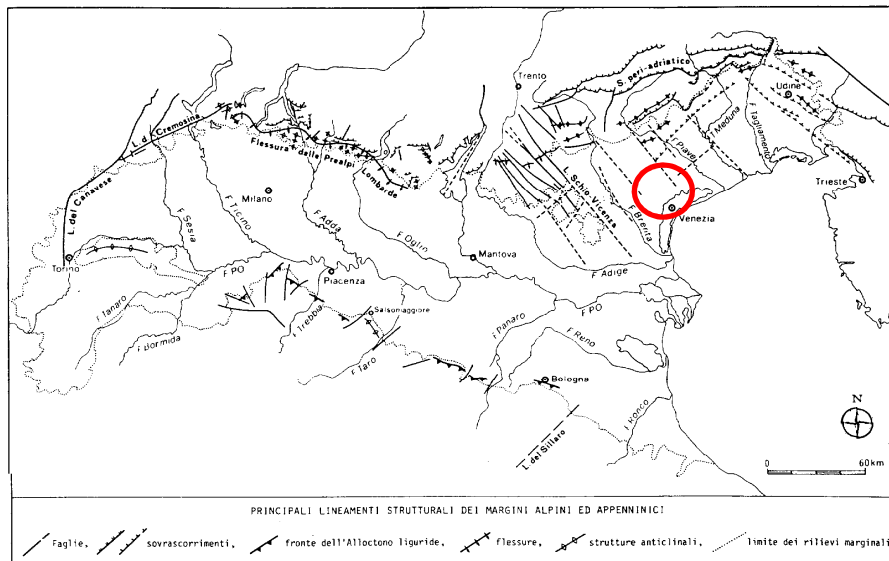 Trento
S. peri-adriatico
Udine
L. d. Cremosina
Flessura delle Prealpi
Lombarde
L. Schio Vicenza
Piave
Meduna
Tagliamento
Trieste
L. del Canavese
F. Sesia
F. Ticino
Milano
F. Adda
F. Oglio
F. Brenta
Venezia
Mantova
F. Adige
Torino
F. PO
Piacenza
F. PO
F. Tanaro
F. Bormida
F. Trebbia
Salsomaggiore
F. Taro
F. Panaro
F. Reno
Bologna
F. Ronco
L. del Sillaro
N
0 60 km
PRINCIPALI LINEAMENTI STRUTTURALI DEI MARGINI ALPINI ED APPENNINICI
Faglie, sovrascorrimenti, fronte dell'Alloctono liguride, flessure, strutture anticlinali, limite dei rilievi marginali